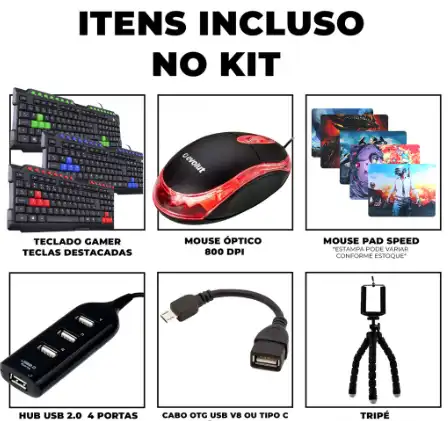 ITENS INCLUSO
NO KIT
evolut
TECLADO GAMER
TECLAS DESTACADAS
MOUSE ÓPTICO
800 DPI
MOUSE PAD SPEED
"ESTAMPA PODE VARIAR
CONFORME ESTOQUE"
HUB USB 2.0 4 PORTAS
CABO OTG USB V8 OU TIPO C
TRIPÉ